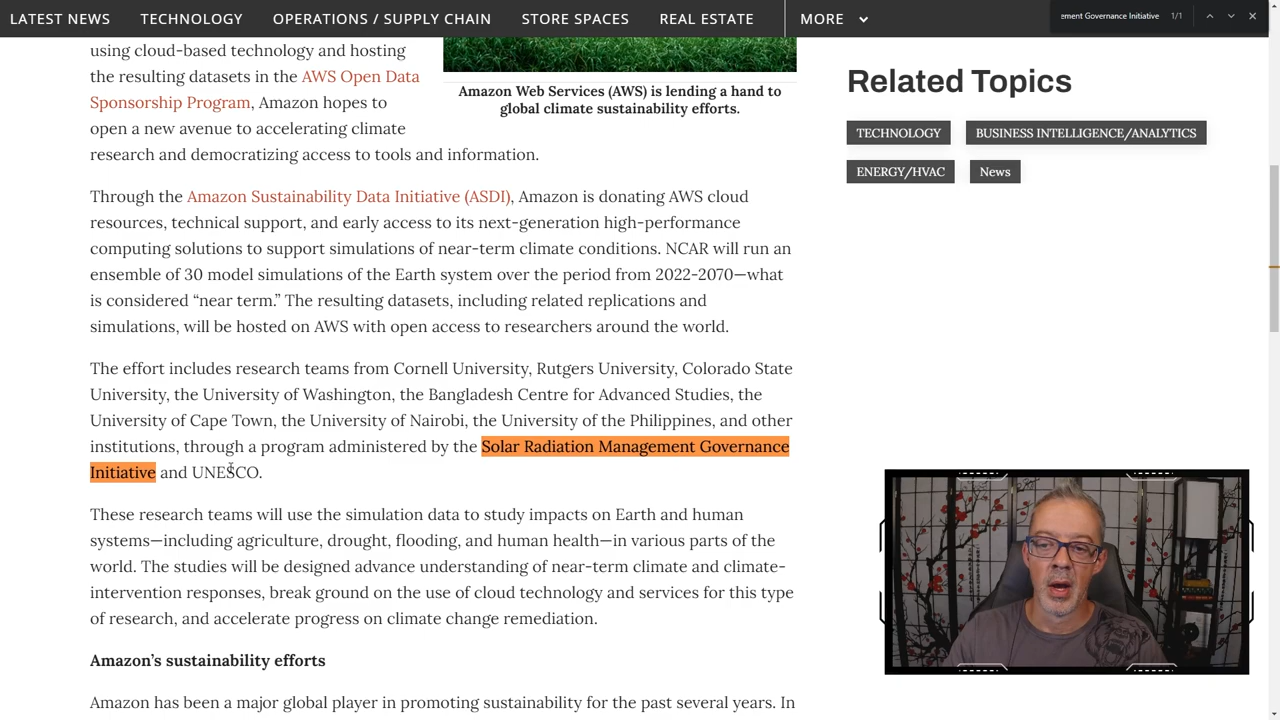 LATEST NEWS TECHNOLOGY OPERATIONS / SUPPLY CHAIN STORE SPACES REAL ESTATE MORE
ement Governance Initiative 1/1
using cloud-based technology and hosting
the resulting datasets in the AWS Open Data
Sponsorship Program, Amazon hopes to
open a new avenue to accelerating climate
research and democratizing access to tools and information.
Amazon Web Services (AWS) is lending a hand to
global climate sustainability efforts.
Through the Amazon Sustainability Data Initiative (ASDI), Amazon is donating AWS cloud
resources, technical support, and early access to its next-generation high-performance
computing solutions to support simulations of near-term climate conditions. NCAR will run an
ensemble of 30 model simulations of the Earth system over the period from 2022-2070—what
is considered “near term.” The resulting datasets, including related replications and
simulations, will be hosted on AWS with open access to researchers around the world.
The effort includes research teams from Cornell University, Rutgers University, Colorado State
University, the University of Washington, the Bangladesh Centre for Advanced Studies, the
University of Cape Town, the University of Nairobi, the University of the Philippines, and other
institutions, through a program administered by the Solar Radiation Management Governance
Initiative and UNESCO.
These research teams will use the simulation data to study impacts on Earth and human
systems—including agriculture, drought, flooding, and human health—in various parts of the
world. The studies will be designed advance understanding of near-term climate and climate-
intervention responses, break ground on the use of cloud technology and services for this type
of research, and accelerate progress on climate change remediation.
Amazon’s sustainability efforts
Amazon has been a major global player in promoting sustainability for the past several years. In
Related Topics
TECHNOLOGY BUSINESS INTELLIGENCE/ANALYTICS
ENERGY/HVAC News